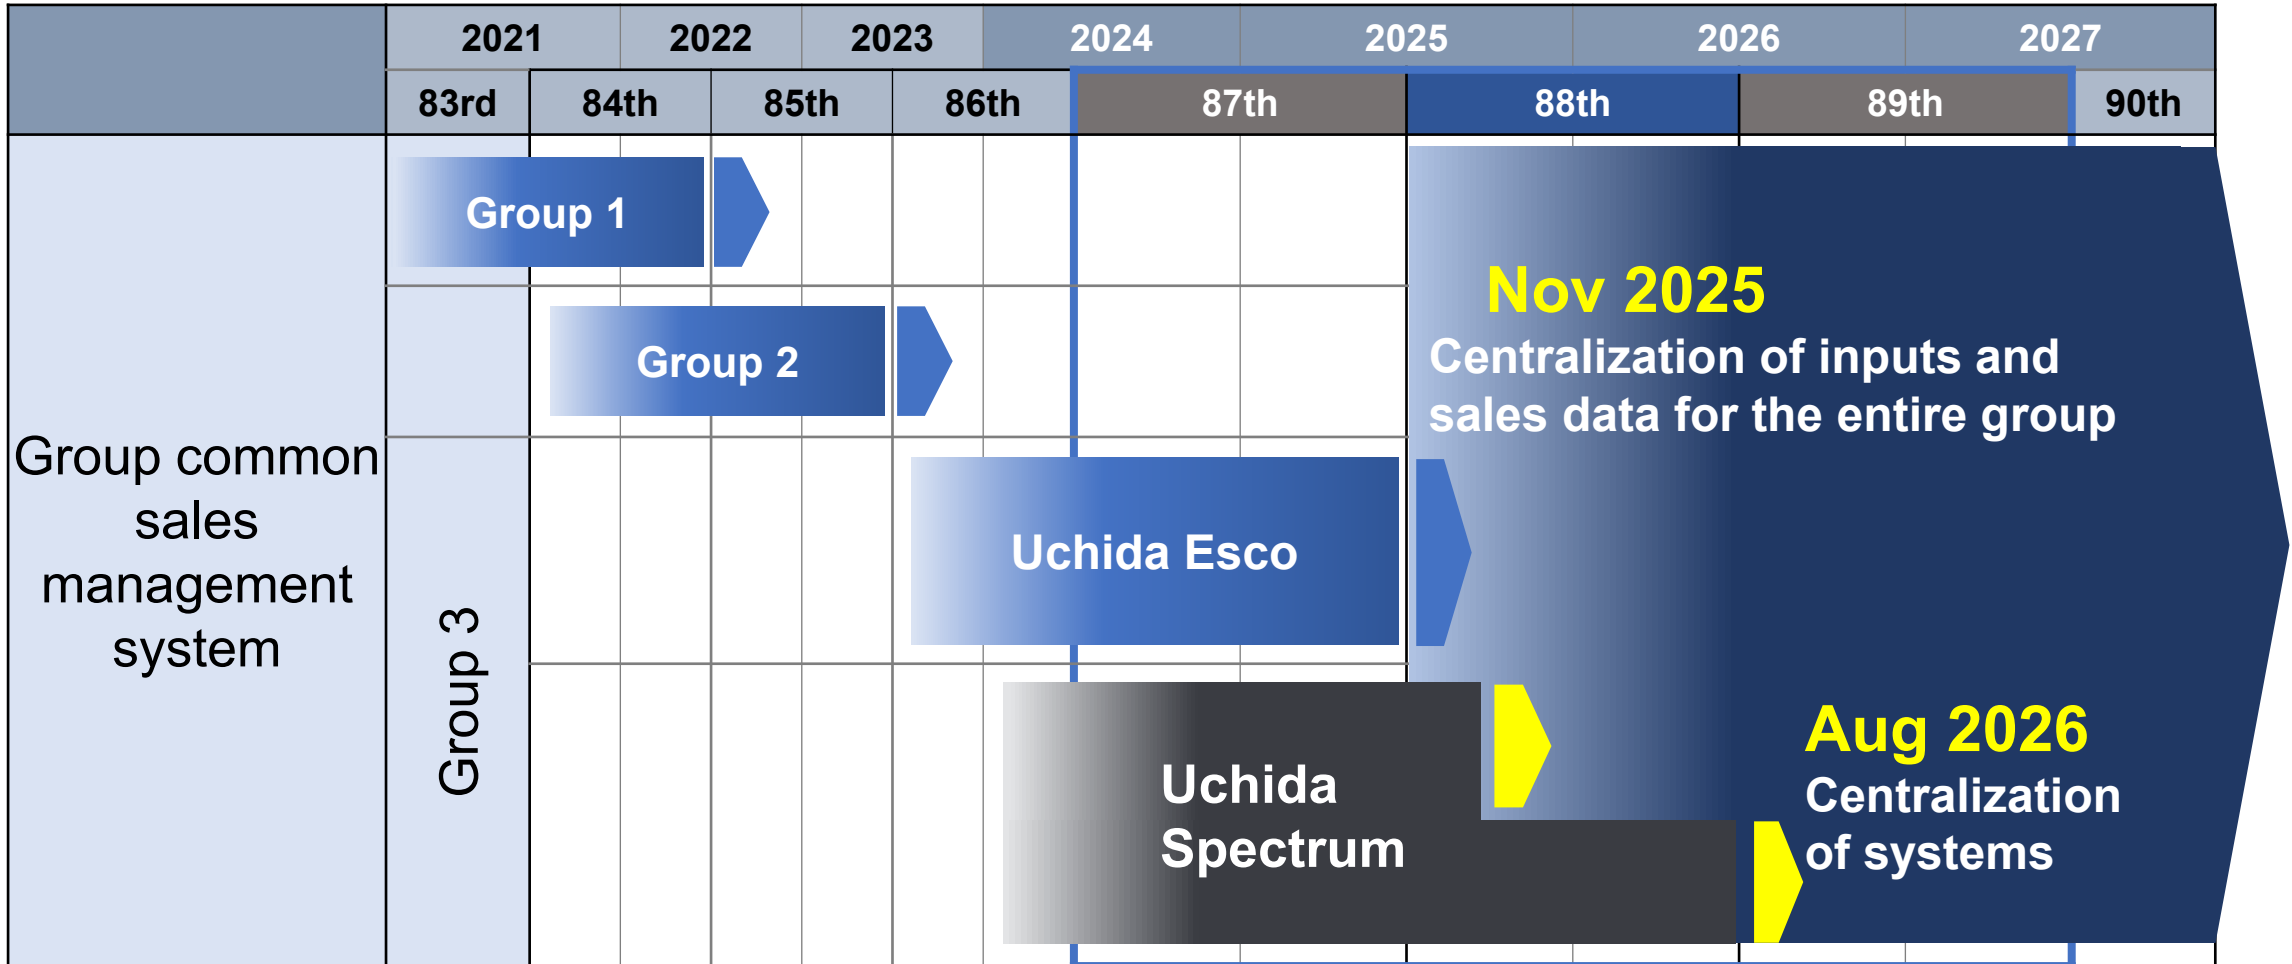 2021 2022 2023 2024 2025 2026 2027
83rd 84th 85th 86th 87th 88th 89th 90th
Group common
sales
management
system
Group 1
Group 2
Group 3
Uchida Esco
Uchida
Spectrum
Nov 2025
Centralization of inputs and
sales data for the entire group
Aug 2026
Centralization
of systems